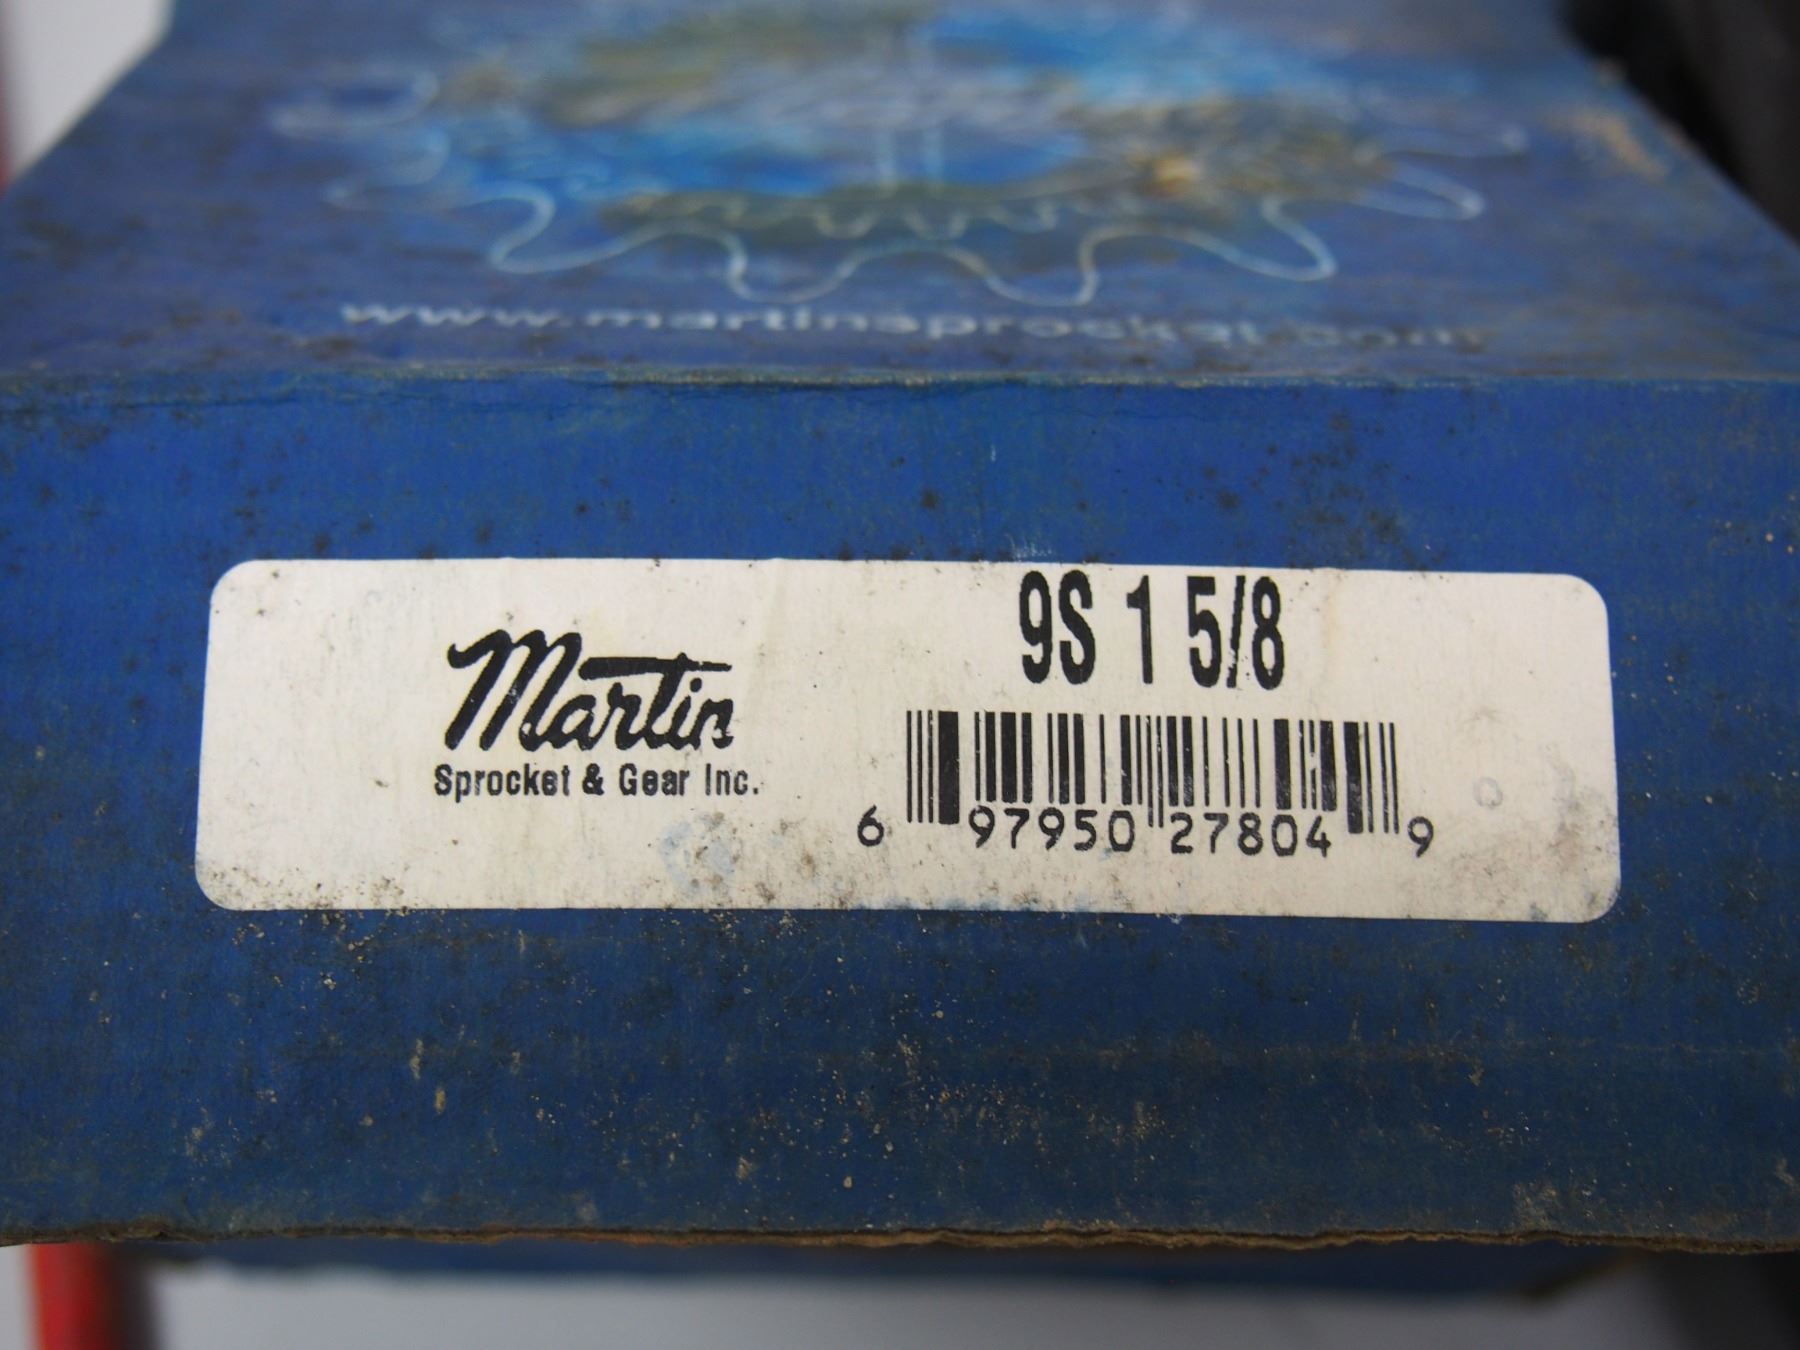 www.martinsprocket.com
Martin
Sprocket & Gear Inc.
9S 1 5/8
6 97950 27804 9